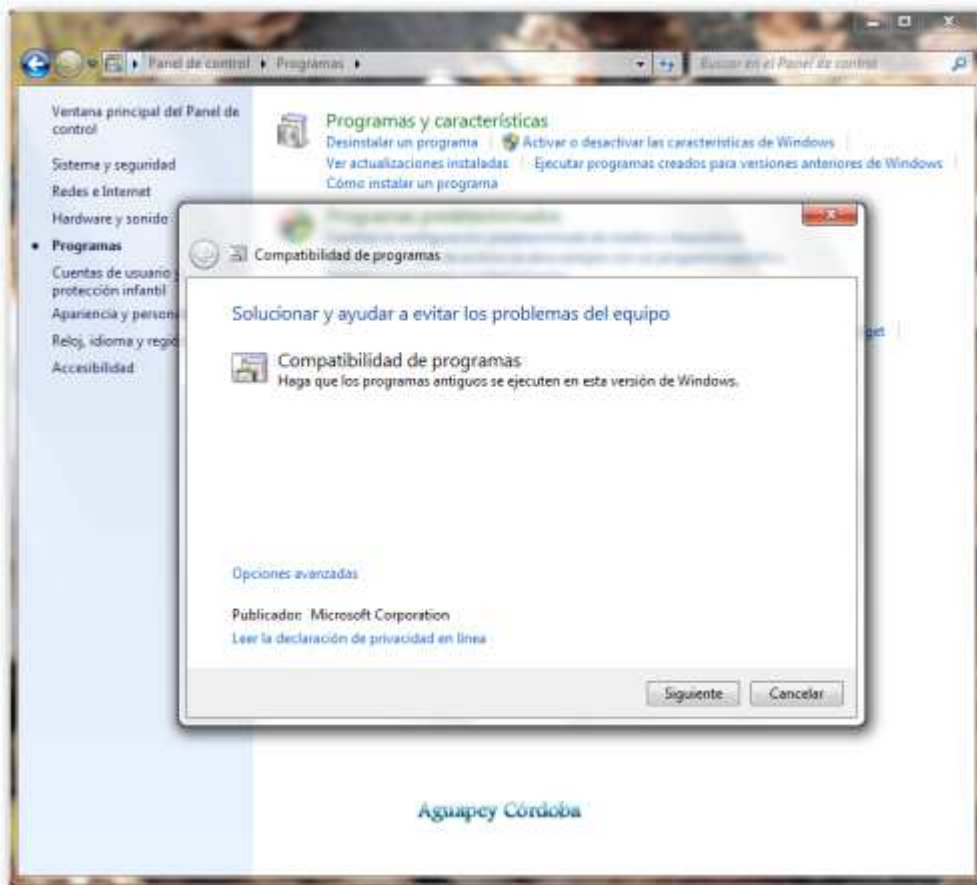 Panel de control ▸ Programas ▸
Buscar en el Panel de control
Ventana principal del Panel de
control
Sistema y seguridad
Redes e Internet
Hardware y sonido
Programas
Cuentas de usuario y
protección infantil
Apariencia y person
Reloj, idioma y regi
Accesibilidad
Programas y características
Desinstalar un programa
Activar o desactivar las características de Windows
Ver actualizaciones instaladas
Ejecutar programas creados para versiones anteriores de Windows
Cómo instalar un programa
Programas predeterminados
get
Compatibilidad de programas
Solucionar y ayudar a evitar los problemas del equipo
Compatibilidad de programas
Haga que los programas antiguos se ejecuten en esta versión de Windows.
Opciones avanzadas
Publicador: Microsoft Corporation
Leer la declaración de privacidad en línea
Siguiente
Cancelar
Aguapey Córdoba